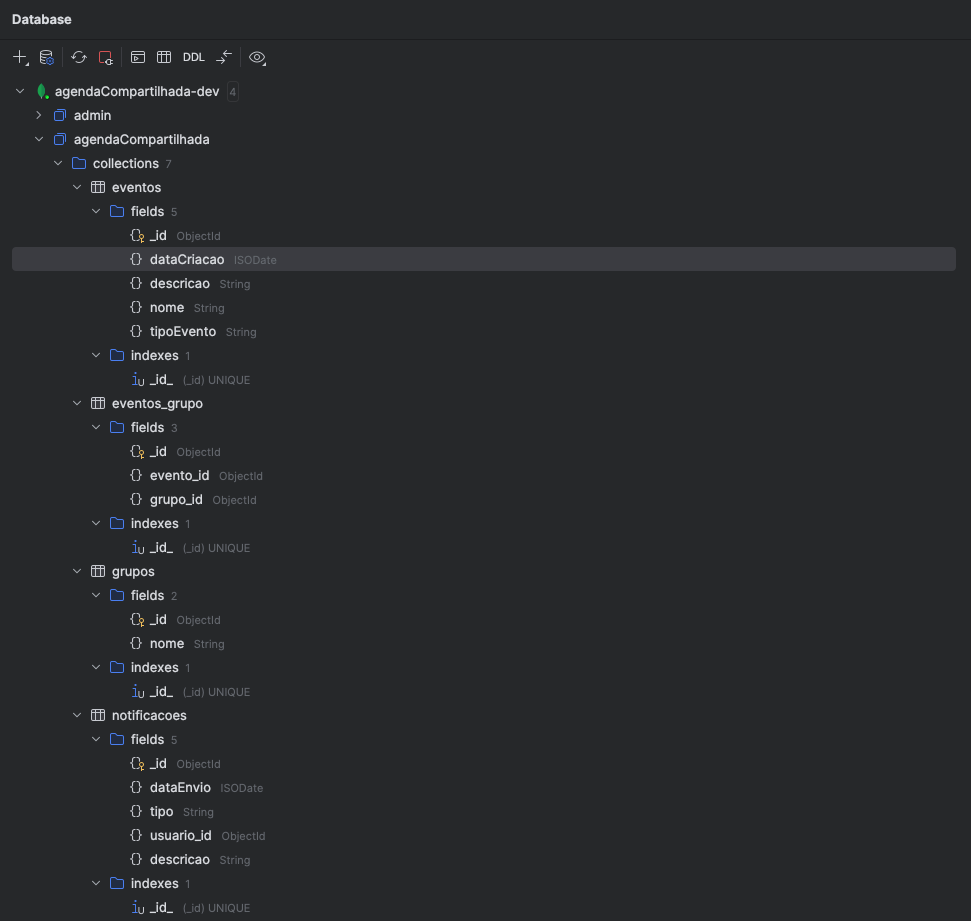 Database
DDL
agendaCompartilhada-dev 4
admin
agendaCompartilhada
collections 7
eventos
fields 5
_id ObjectId
dataCriacao ISODate
descricao String
nome String
tipoEvento String
indexes 1
_id_ (_id) UNIQUE
eventos_grupo
fields 3
_id ObjectId
evento_id ObjectId
grupo_id ObjectId
indexes 1
_id_ (_id) UNIQUE
grupos
fields 2
_id ObjectId
nome String
indexes 1
_id_ (_id) UNIQUE
notificacoes
fields 5
_id ObjectId
dataEnvio ISODate
tipo String
usuario_id ObjectId
descricao String
indexes 1
_id_ (_id) UNIQUE